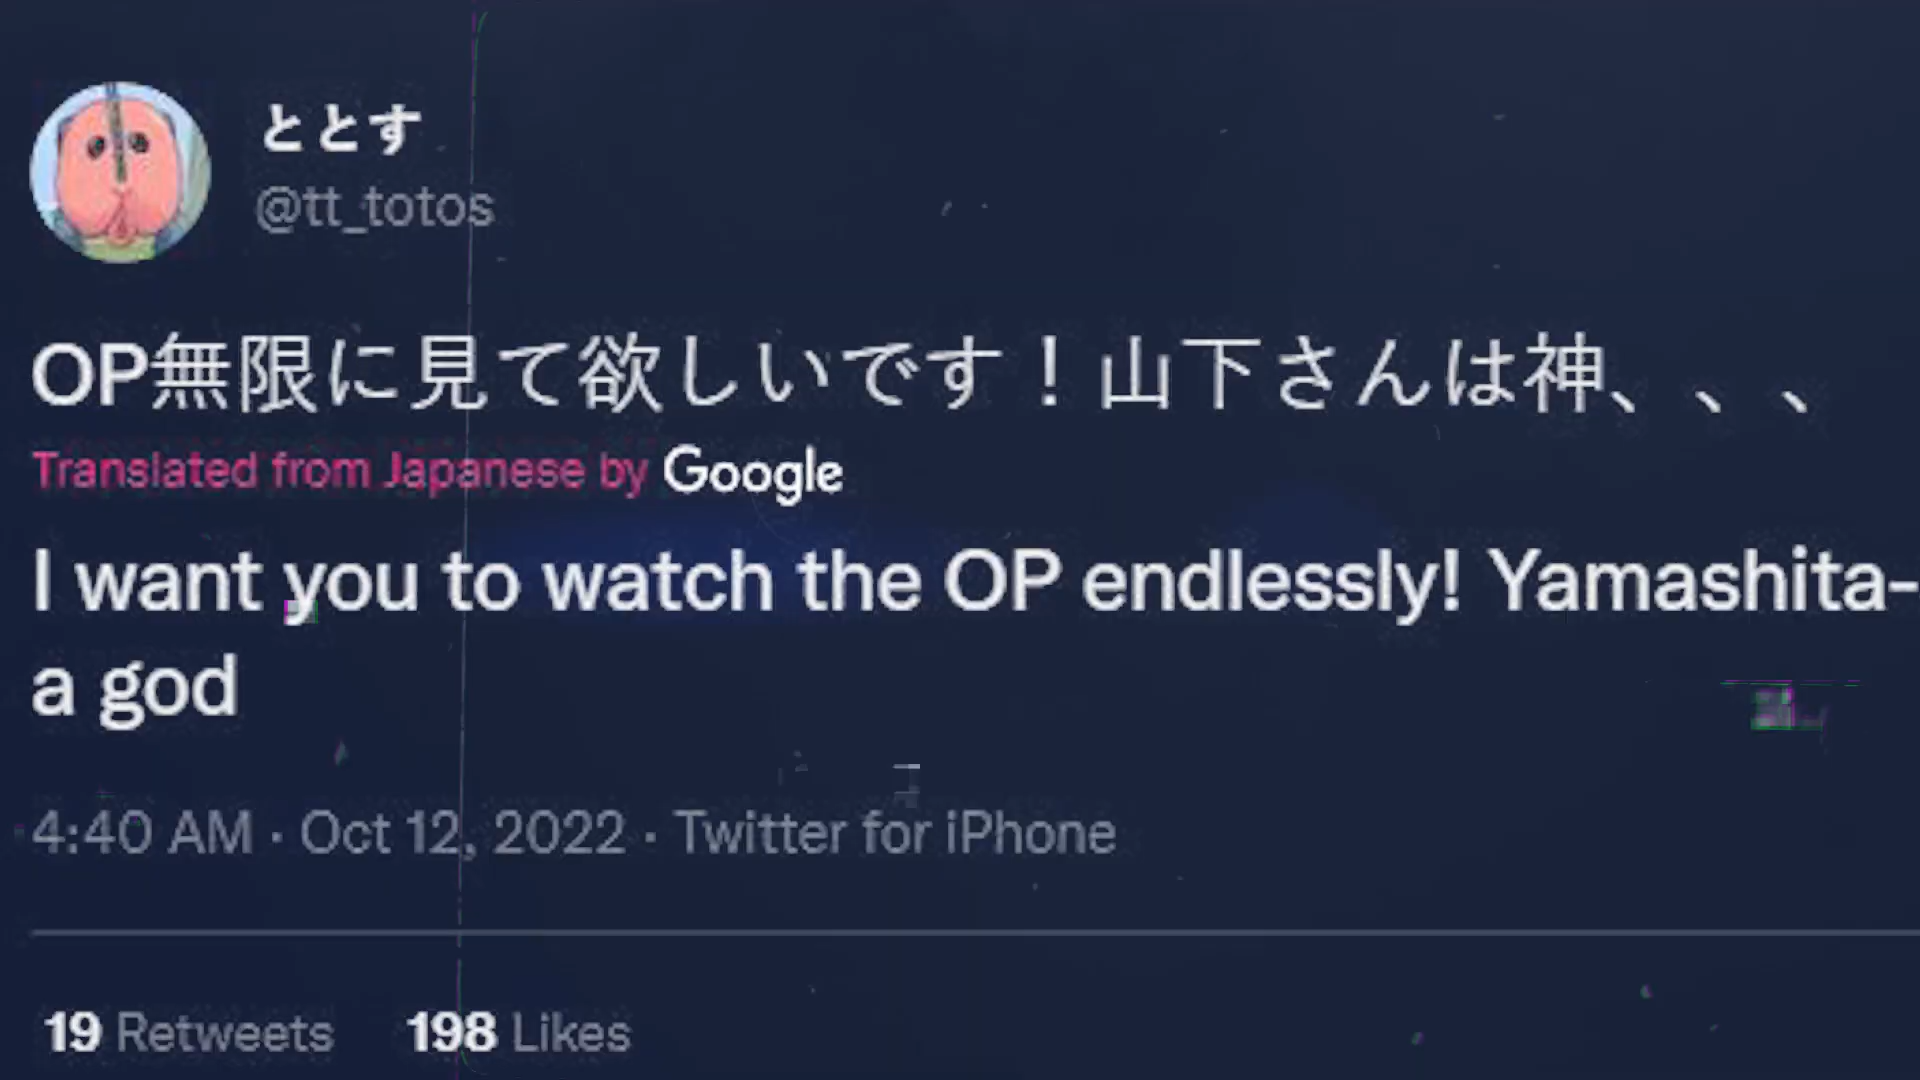 ととす
@tt_totos
OP無限に見て欲しいです！山下さんは神、、、
Translated from Japanese by Google
I want you to watch the OP endlessly! Yamashita-
a god
4:40 AM · Oct 12, 2022 · Twitter for iPhone
19 Retweets 198 Likes